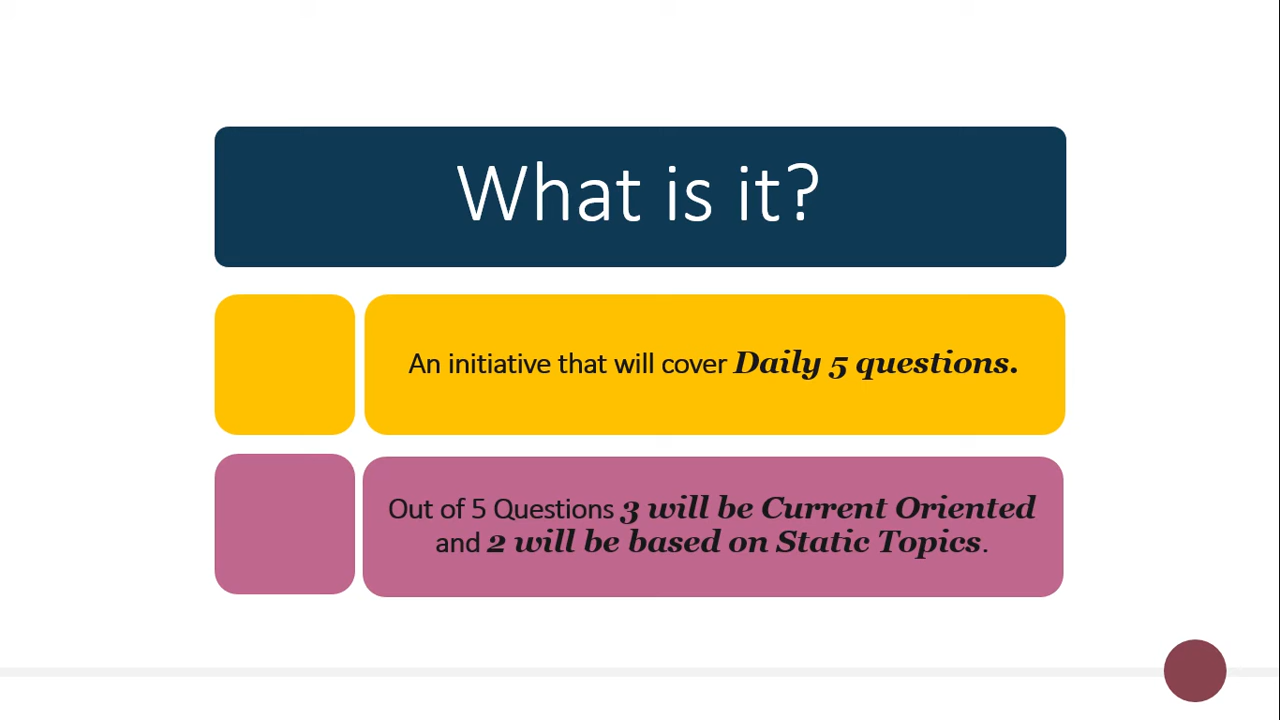 What is it?
An initiative that will cover Daily 5 questions.
Out of 5 Questions 3 will be Current Oriented
and 2 will be based on Static Topics.